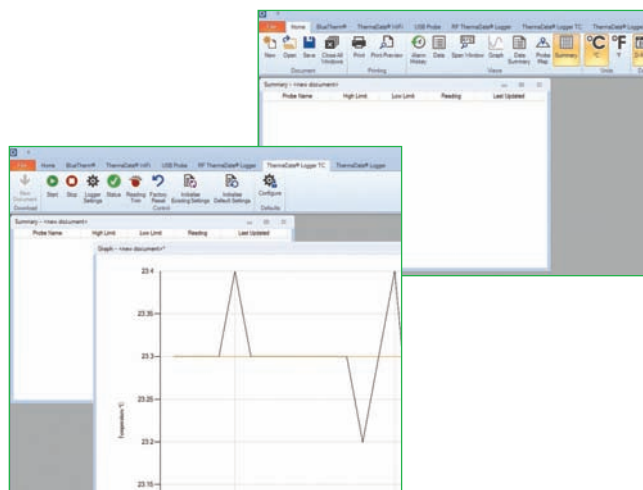 File Home BlueTherm® ThermaData® WiFi USB Probe RF ThermaData® Logger ThermaData® Logger TC ThermaData® Logger
New Open Save Close All Windows Print Print Preview Alarm History Data Span Window Graph Data Summary Probe Map Summary °C °C °F °F
Document Printing Views Units
Summary - <new document>
Probe Name High Limit Low Limit Reading Last Updated
File Home BlueTherm® ThermaData® WiFi USB Probe RF ThermaData® Logger ThermaData® Logger TC ThermaData® Logger
New Document Start Stop Logger Settings Status Reading Trim Factory Reset Initialise Existing Settings Initialise Default Settings Configure
Download Control Defaults
Summary - <new document>
Probe Name High Limit Low Limit Reading Last Updated
Graph - <new document>*
23.4
23.35
23.3
23.25
23.2
23.15